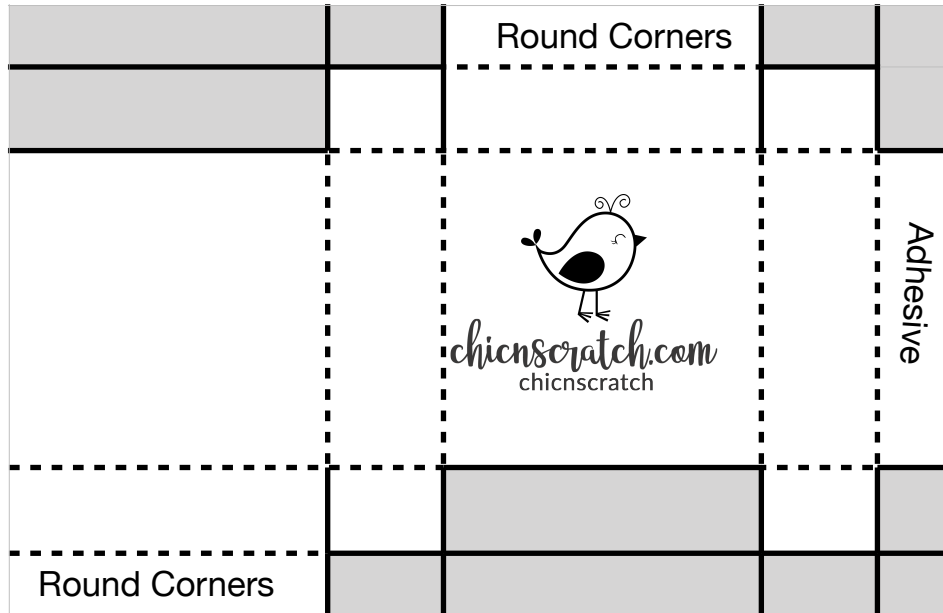 Round Corners
Adhesive
chicnscratch.com
chicnscratch
Round Corners